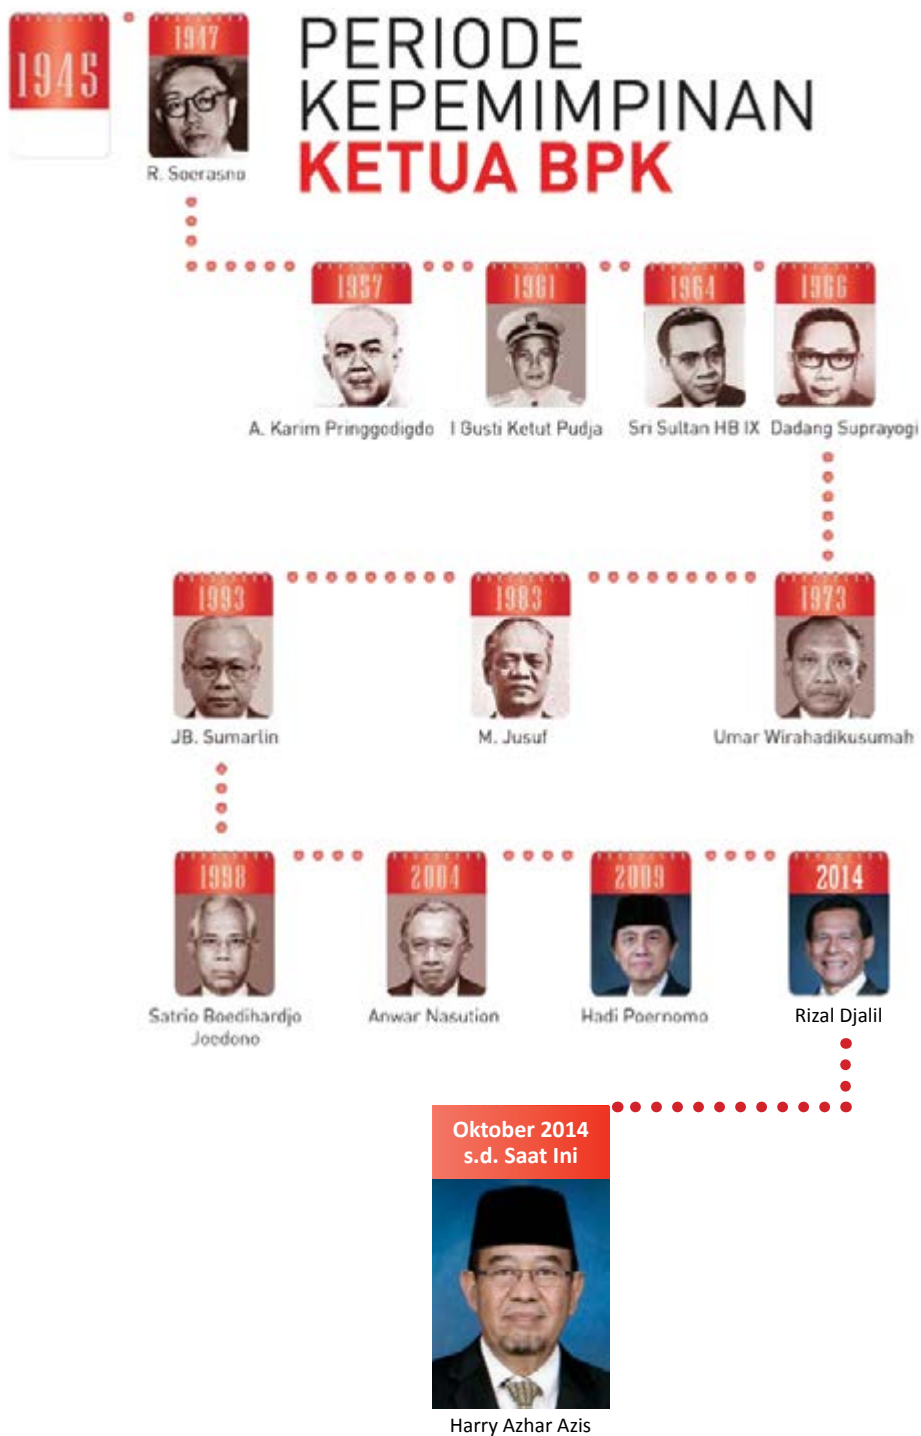 1945
1947
PERIODE
KEPEMIMPINAN
KETUA BPK
R. Soerasno
1957
1961
1964
1966
A. Karim Pringgodigdo
I Gusti Ketut Pudja
Sri Sultan HB IX
Dadang Suprayogi
1993
1983
1973
JB. Sumarlin
M. Jusuf
Umar Wirahadikusumah
1998
2004
2009
2014
Satrio Boedihardjo
Joedono
Anwar Nasution
Hadi Poernomo
Rizal Djalil
Oktober 2014
s.d. Saat Ini
Harry Azhar Azis